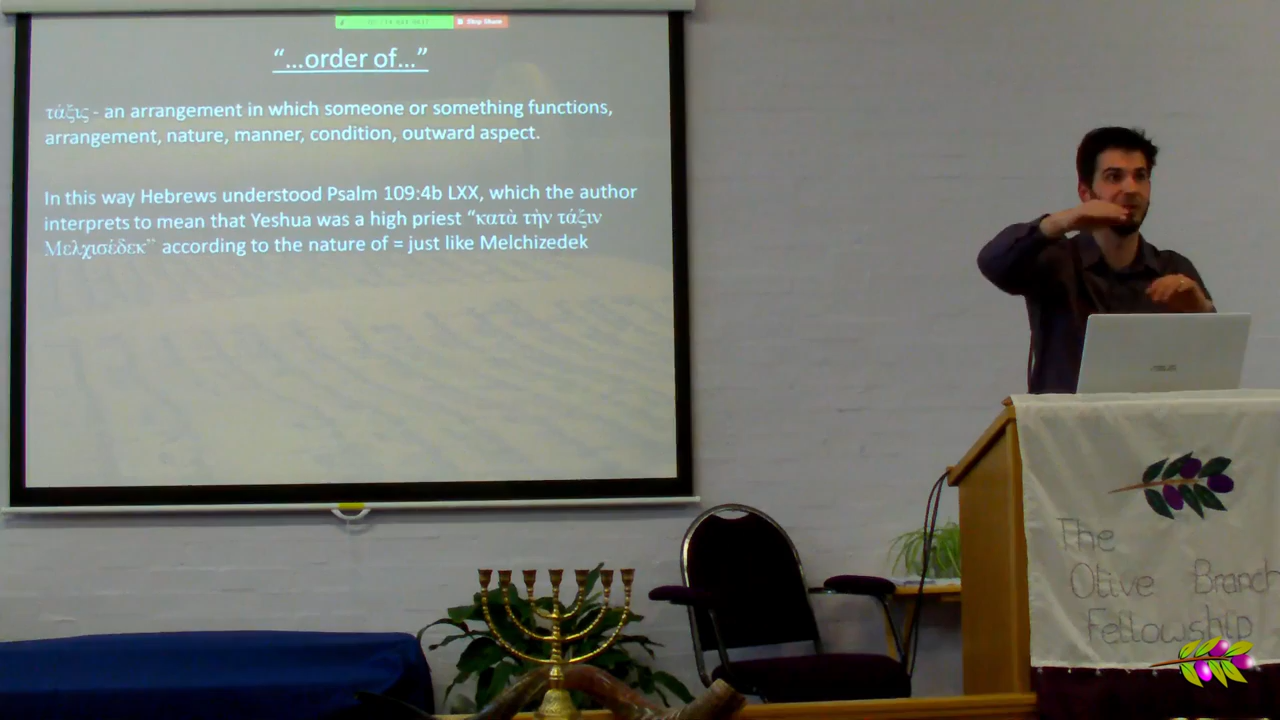 Stop Share
“...order of...”
τάξις - an arrangement in which someone or something functions,
arrangement, nature, manner, condition, outward aspect.
In this way Hebrews understood Psalm 109:4b LXX, which the author
interprets to mean that Yeshua was a high priest “κατὰ τὴν τάξιν
Μελχισέδεκ” according to the nature of = just like Melchizedek
ASUS
The
Olive Branch
Fellowship